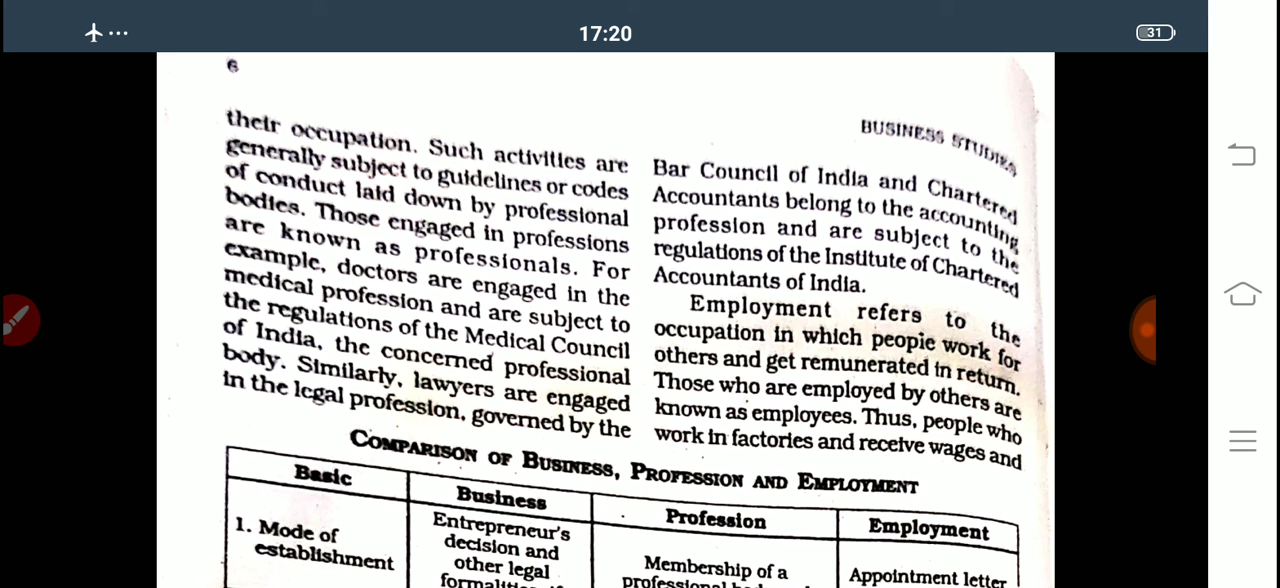 17:20
31
6
BUSINESS STUDIES
their occupation. Such activities are
generally subject to guidelines or codes
of conduct laid down by professional
bodies. Those engaged in professions
are known as professionals. For
example, doctors are engaged in the
medical profession and are subject to
the regulations of the Medical Council
of India, the concerned professional
body. Similarly, lawyers are engaged
in the legal profession, governed by the
Bar Council of India and Chartered
Accountants belong to the accounting
profession and are subject to the
regulations of the Institute of Chartered
Accountants of India.
Employment refers to the
occupation in which people work for
others and get remunerated in return.
Those who are employed by others are
known as employees. Thus, people who
work in factories and receive wages and
COMPARISON OF BUSINESS, PROFESSION AND EMPLOYMENT
Basic
Business
Profession
Employment
1. Mode of
establishment
Entrepreneur's
decision and
other legal
Membership of a
Appointment letter